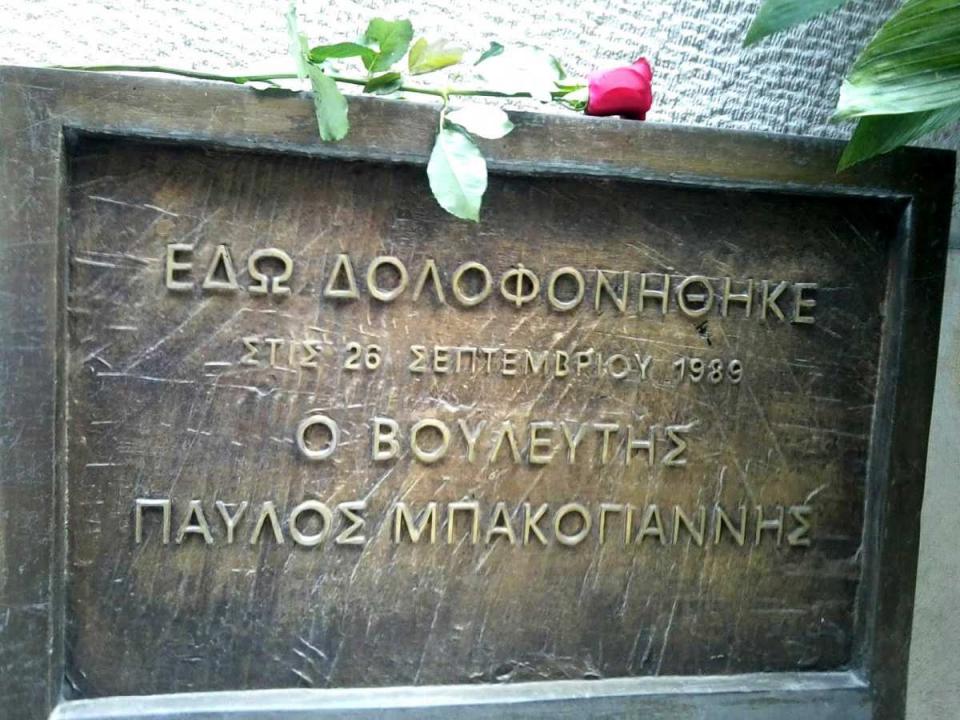 ΕΔΩ ΔΟΛΟΦΟΝΗΘΗΚΕ
ΣΤΙΣ 26 ΣΕΠΤΕΜΒΡΙΟΥ 1989
Ο ΒΟΥΛΕΥΤΗΣ
ΠΑΥΛΟΣ ΜΠΑΚΟΓΙΑΝΝΗΣ